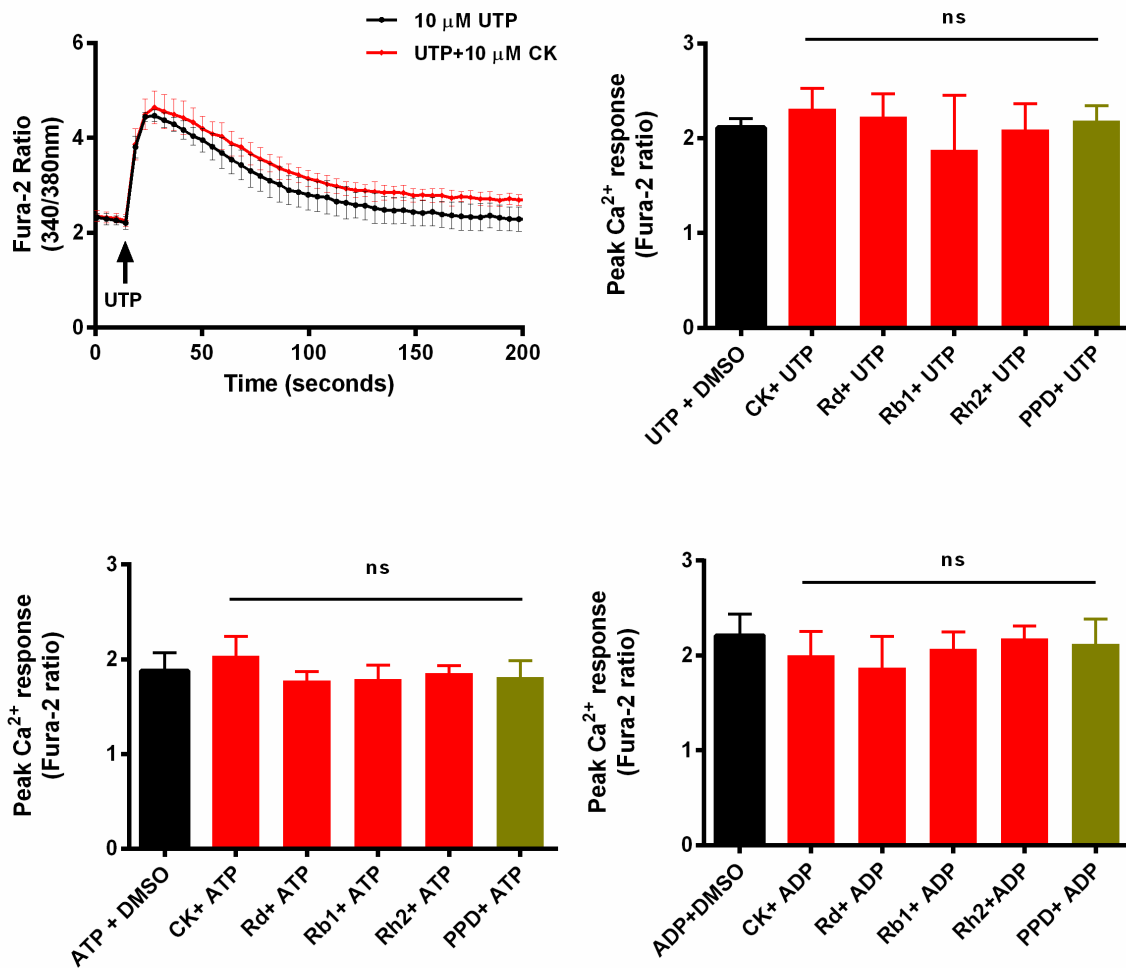 10 μM UTP
UTP+10 μM CK
6
4
2
0
Fura-2 Ratio
(340/380nm)
UTP
0
50
100
150
200
Time (seconds)
ns
3
2
1
0
Peak Ca2+ response
(Fura-2 ratio)
UTP + DMSO
CK+ UTP
Rd+ UTP
Rb1+ UTP
Rh2+ UTP
PPD+ UTP
ns
3
2
1
0
Peak Ca2+ response
(Fura-2 ratio)
ATP + DMSO
CK+ ATP
Rd+ ATP
Rb1+ ATP
Rh2+ ATP
PPD+ ATP
ns
3
2
1
0
Peak Ca2+ response
(Fura-2 ratio)
ADP+DMSO
CK+ ADP
Rd+ ADP
Rb1+ ADP
Rh2+ADP
PPD+ ADP